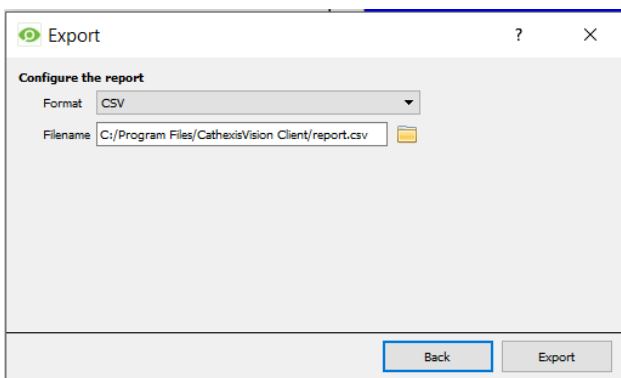 Export ? ×
Configure the report
Format CSV
Filename C:/Program Files/CathexisVision Client/report.csv
Back Export